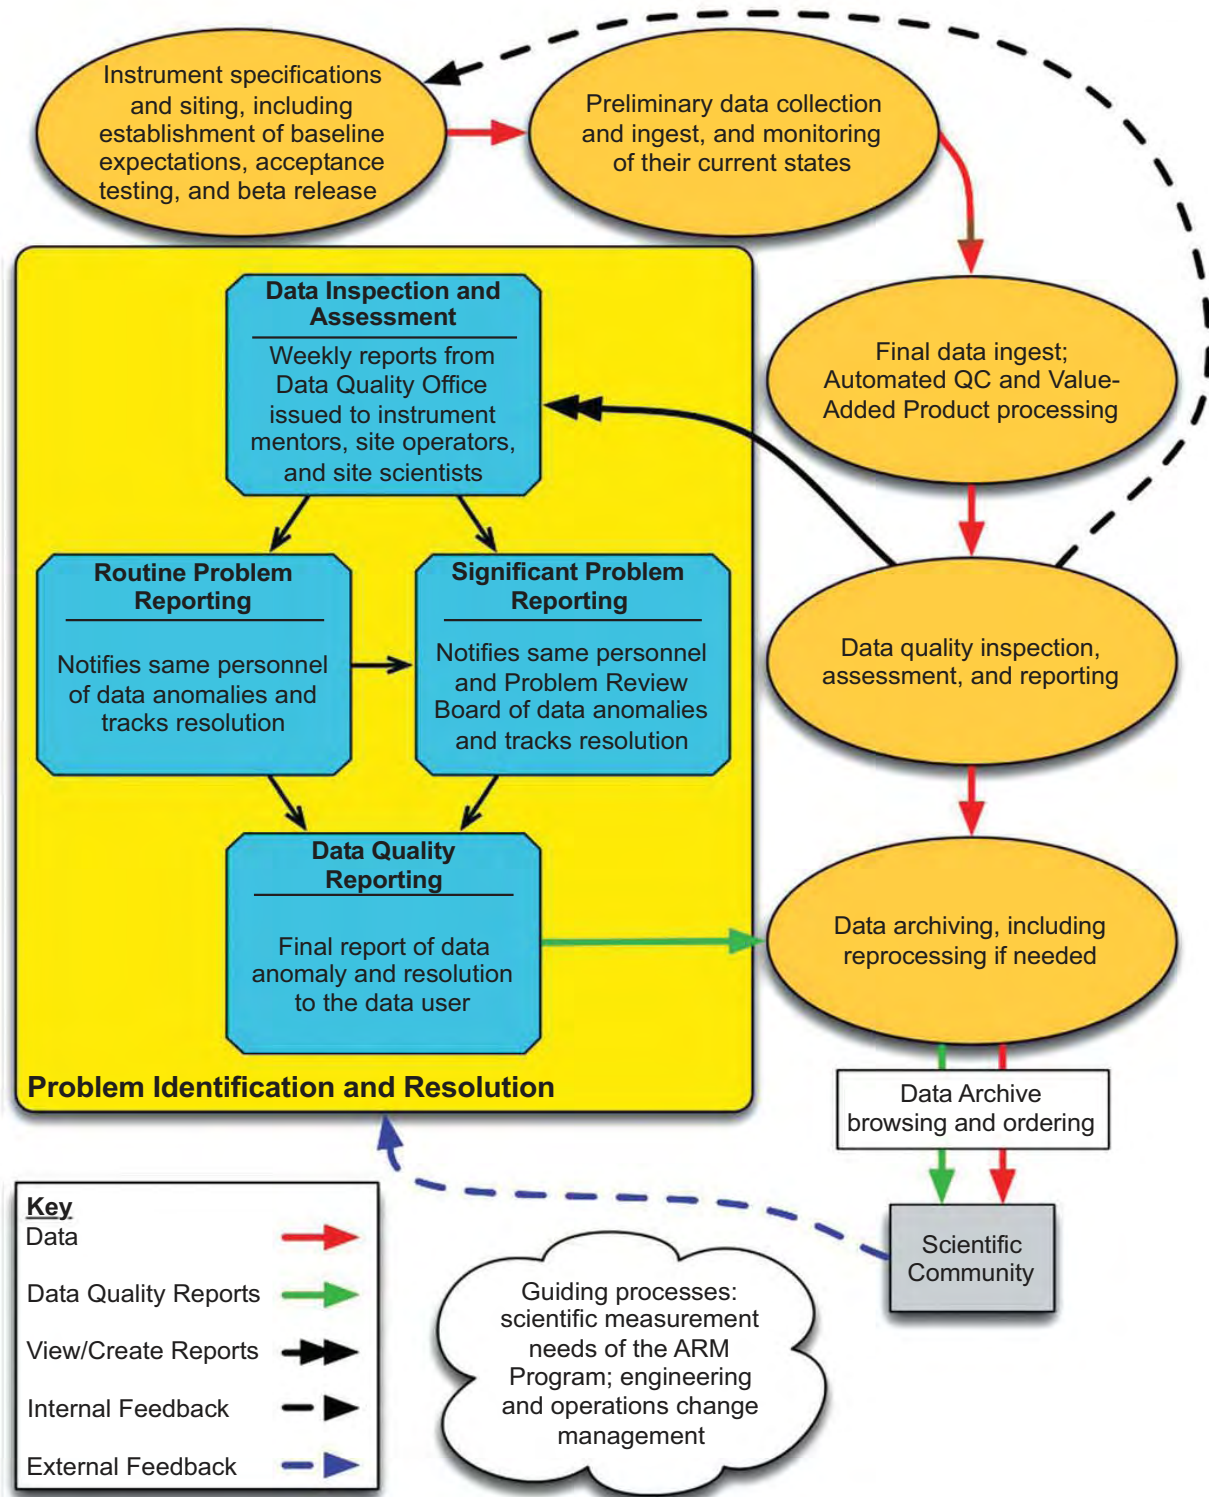 Instrument specifications
and siting, including
establishment of baseline
expectations, acceptance
testing, and beta release
Preliminary data collection
and ingest, and monitoring
of their current states
Final data ingest;
Automated QC and Value-
Added Product processing
Data quality inspection,
assessment, and reporting
Data archiving, including
reprocessing if needed
Data Archive
browsing and ordering
Scientific
Community
Data Inspection and
Assessment
Weekly reports from
Data Quality Office
issued to instrument
mentors, site operators,
and site scientists
Routine Problem
Reporting
Notifies same personnel
of data anomalies and
tracks resolution
Significant Problem
Reporting
Notifies same personnel
and Problem Review
Board of data anomalies
and tracks resolution
Data Quality
Reporting
Final report of data
anomaly and resolution
to the data user
Problem Identification and Resolution
Key
Data
Data Quality Reports
View/Create Reports
Internal Feedback
External Feedback
Guiding processes:
scientific measurement
needs of the ARM
Program; engineering
and operations change
management